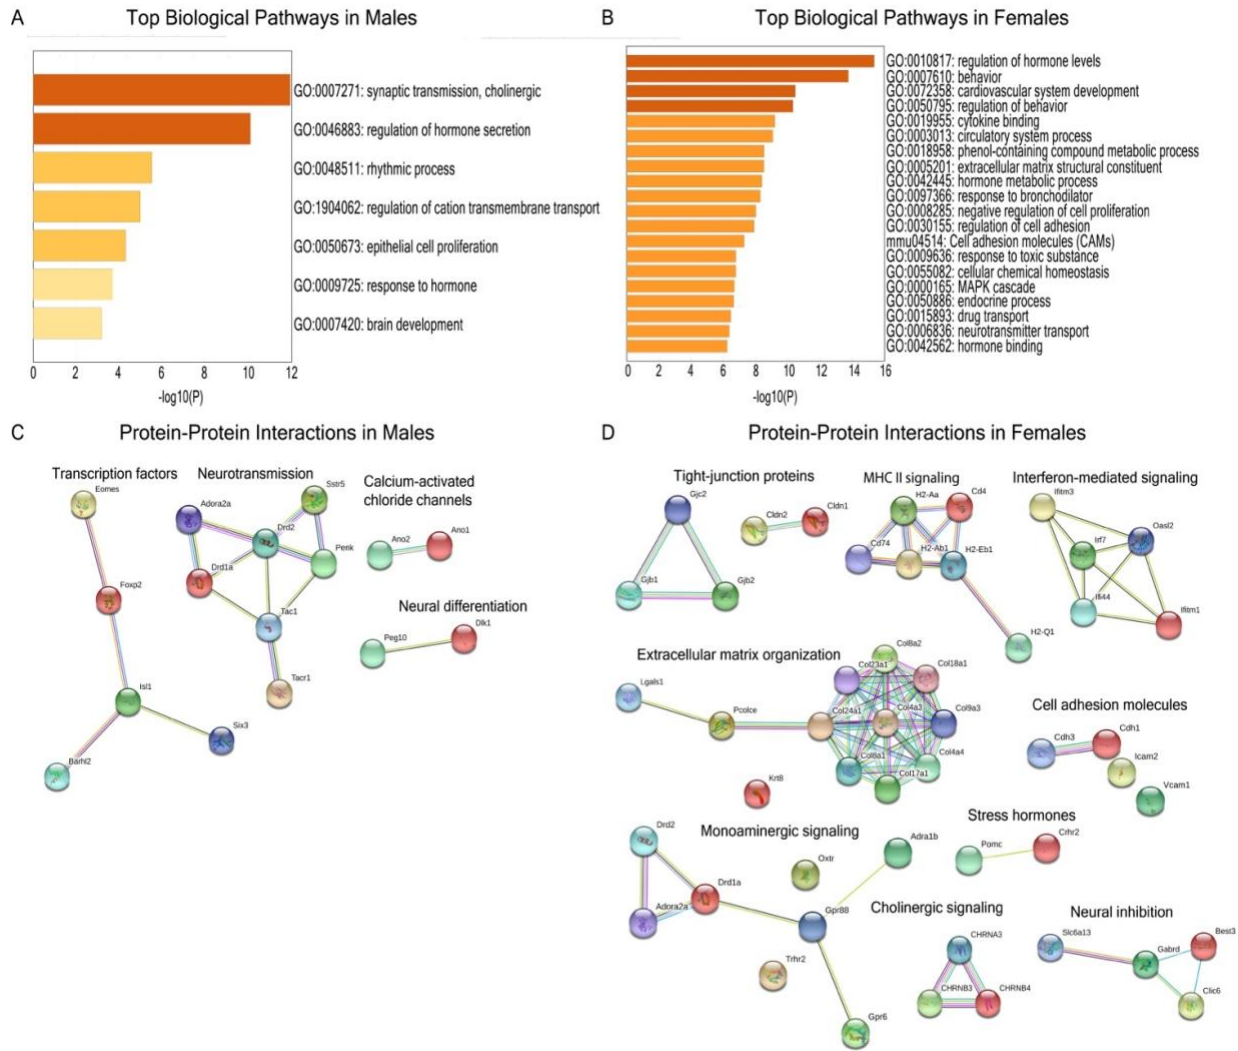 A
Top Biological Pathways in Males
GO:0007271: synaptic transmission, cholinergic
GO:0046883: regulation of hormone secretion
GO:0048511: rhythmic process
GO:1904062: regulation of cation transmembrane transport
GO:0050673: epithelial cell proliferation
GO:0009725: response to hormone
GO:0007420: brain development
0 2 4 6 8 10 12
-log10(P)
B
Top Biological Pathways in Females
GO:0010817: regulation of hormone levels
GO:0007610: behavior
GO:0072358: cardiovascular system development
GO:0050795: regulation of behavior
GO:0019955: cytokine binding
GO:0003013: circulatory system process
GO:0018958: phenol-containing compound metabolic process
GO:0005201: extracellular matrix structural constituent
GO:0042445: hormone metabolic process
GO:0097366: response to bronchodilator
GO:0008285: negative regulation of cell proliferation
GO:0030155: regulation of cell adhesion
mmu04514: Cell adhesion molecules (CAMs)
GO:0009636: response to toxic substance
GO:0055082: cellular chemical homeostasis
GO:0000165: MAPK cascade
GO:0050886: endocrine process
GO:0015893: drug transport
GO:0006836: neurotransmitter transport
GO:0042562: hormone binding
0 2 4 6 8 10 12 14 16
-log10(P)
C
Protein-Protein Interactions in Males
Transcription factors
Eomes
Foxp2
Isl1
Six3
Barhl2
Neurotransmission
Sstr5
Adora2a
Drd2
Penk
Drd1a
Tac1
Tacr1
Calcium-activated
chloride channels
Ano1
Ano2
Neural differentiation
Dlk1
Peg10
D
Protein-Protein Interactions in Females
Tight-junction proteins
Gjc2
Cldn1
Cldn2
Gjb1
Gjb2
MHC II signaling
H2-Aa
Cd4
Cd74
H2-Ab1
H2-Eb1
H2-Q1
Interferon-mediated signaling
Ifitm3
Oasl2
Irf7
Ifi44
Ifitm1
Extracellular matrix organization
Col8a2
Col23a1
Col18a1
Lgals1
Pcolce
Col24a1
Col4a3
Col9a3
Col8a1
Col4a4
Col17a1
Krt8
Cell adhesion molecules
Cdh3
Cdh1
Icam2
Vcam1
Monoaminergic signaling
Drd2
Adra1b
Oxtr
Drd1a
Adora2a
Gpr88
Trhr2
Gpr6
Stress hormones
Pomc
Crhr2
Cholinergic signaling
CHRNA3
CHRNB3
CHRNB4
Neural inhibition
Slc6a13
Best3
Gabrd
Clic6